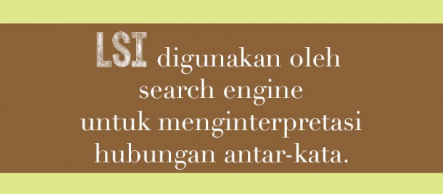 LSI digunakan oleh
search engine
untuk menginterpretasi
hubungan antar-kata.